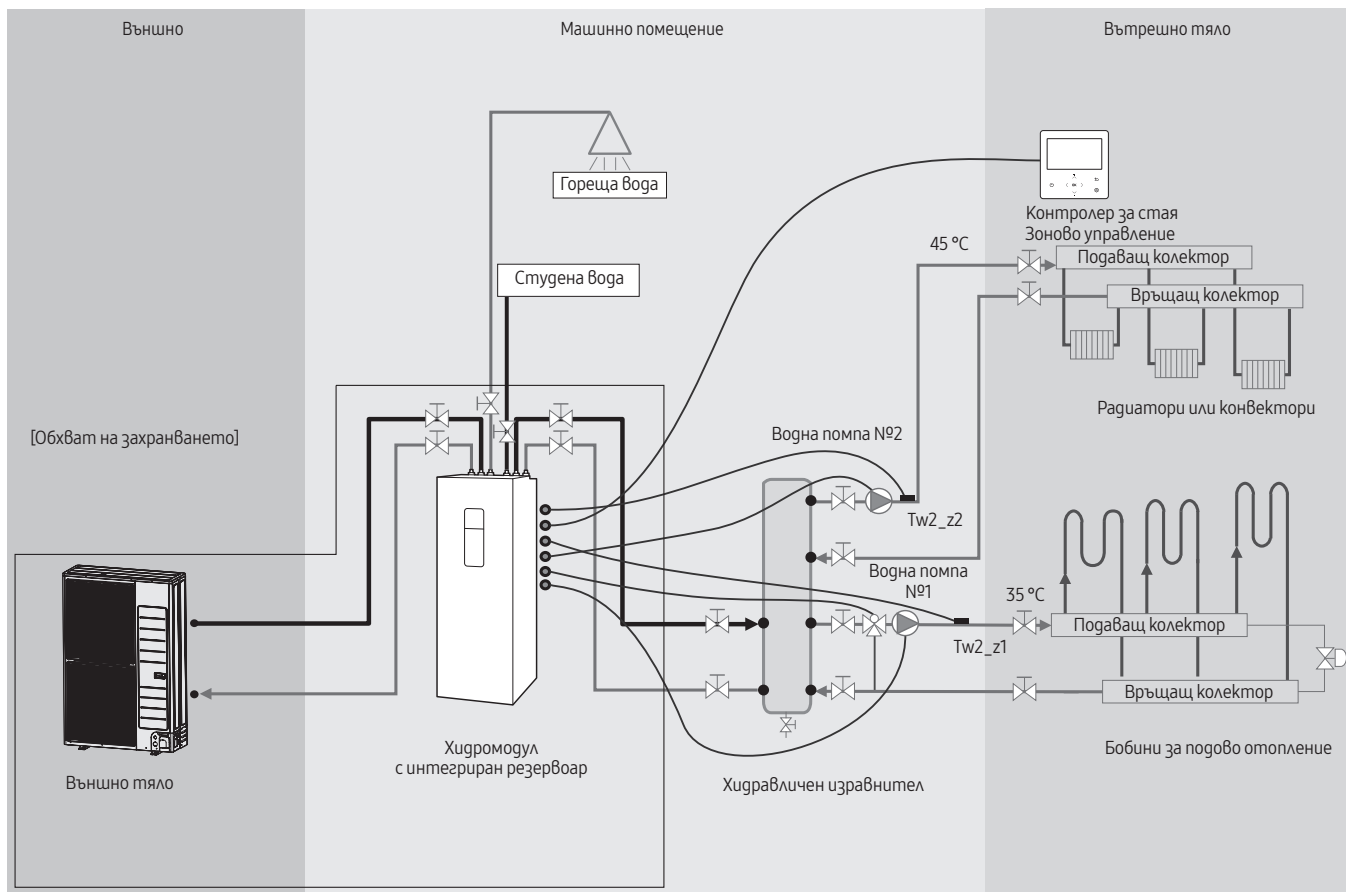 Външно
Машинно помещение
Вътрешно тяло
Гореща вода
Студена вода
Контролер за стая
Зоново управление
45 °C
Подаващ колектор
Връщащ колектор
Радиатори или конвектори
[Обхват на захранването]
Водна помпа №2
Tw2_z2
Водна помпа
№1
35 °C
Подаващ колектор
Tw2_z1
Връщащ колектор
Бобини за подово отопление
Хидромодул
с интегриран резервоар
Хидравличен изравнител
Външно тяло